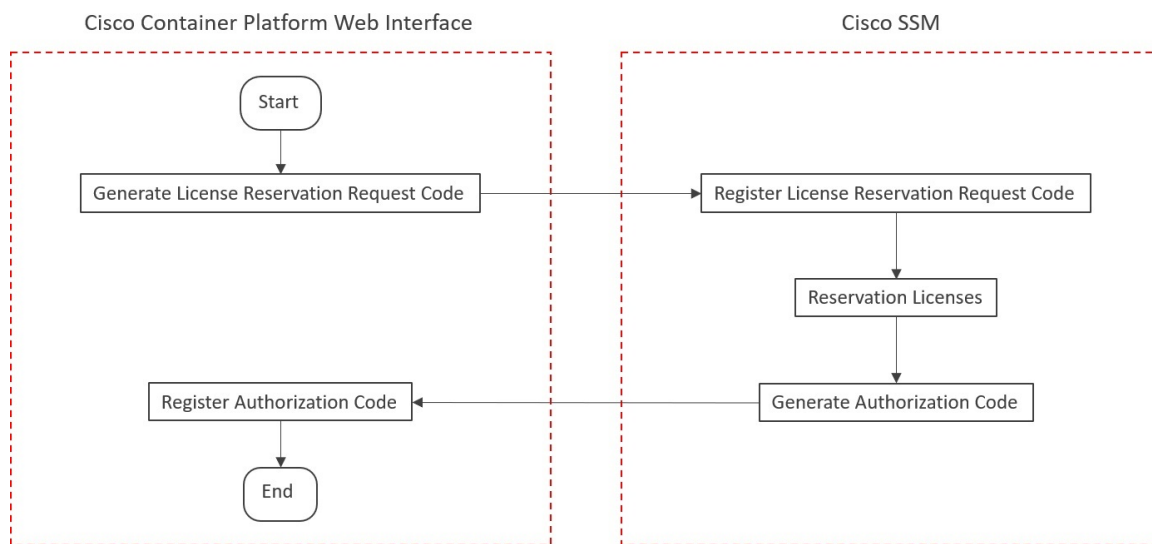 Cisco Container Platform Web Interface
Cisco SSM
Start
Generate License Reservation Request Code
Register License Reservation Request Code
Reservation Licenses
Register Authorization Code
Generate Authorization Code
End